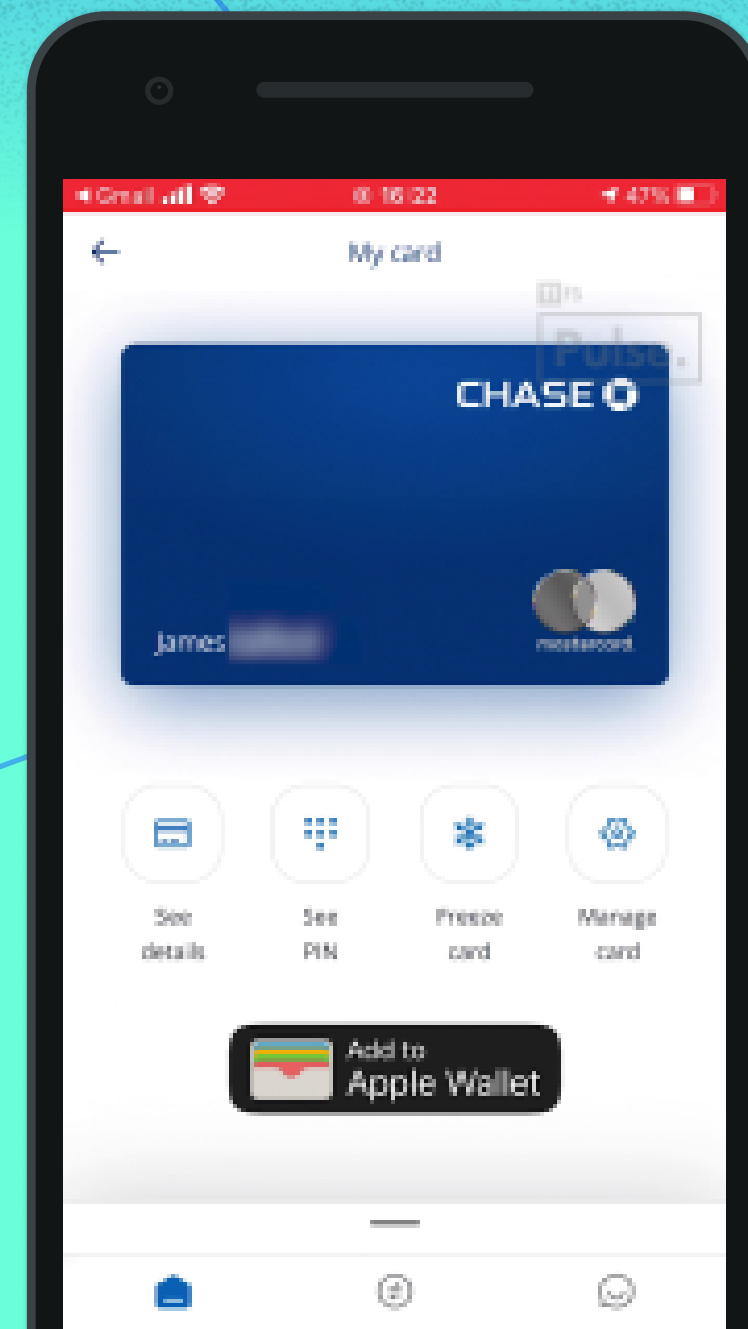 Gmail 16:22 47%
My card
FS
Pulse.
CHASE
James
mastercard.
See details
See PIN
Freeze card
Manage card
Add to
Apple Wallet